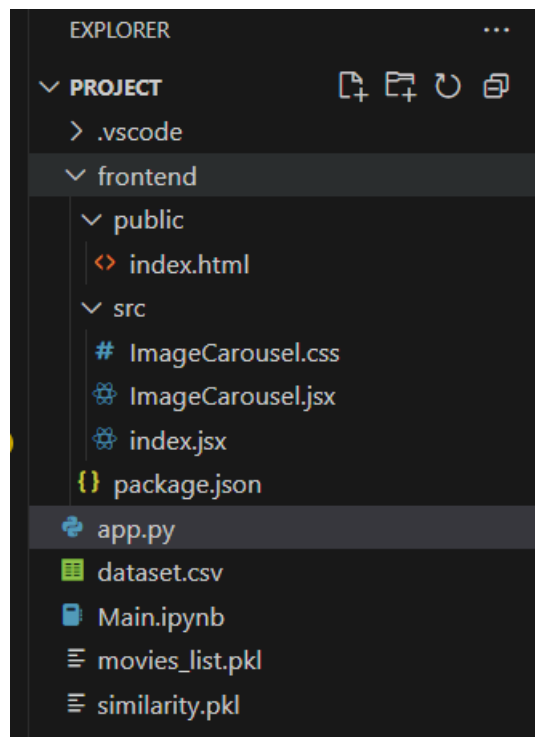 EXPLORER
PROJECT
.vscode
frontend
public
index.html
src
ImageCarousel.css
ImageCarousel.jsx
index.jsx
package.json
app.py
dataset.csv
Main.ipynb
movies_list.pkl
similarity.pkl